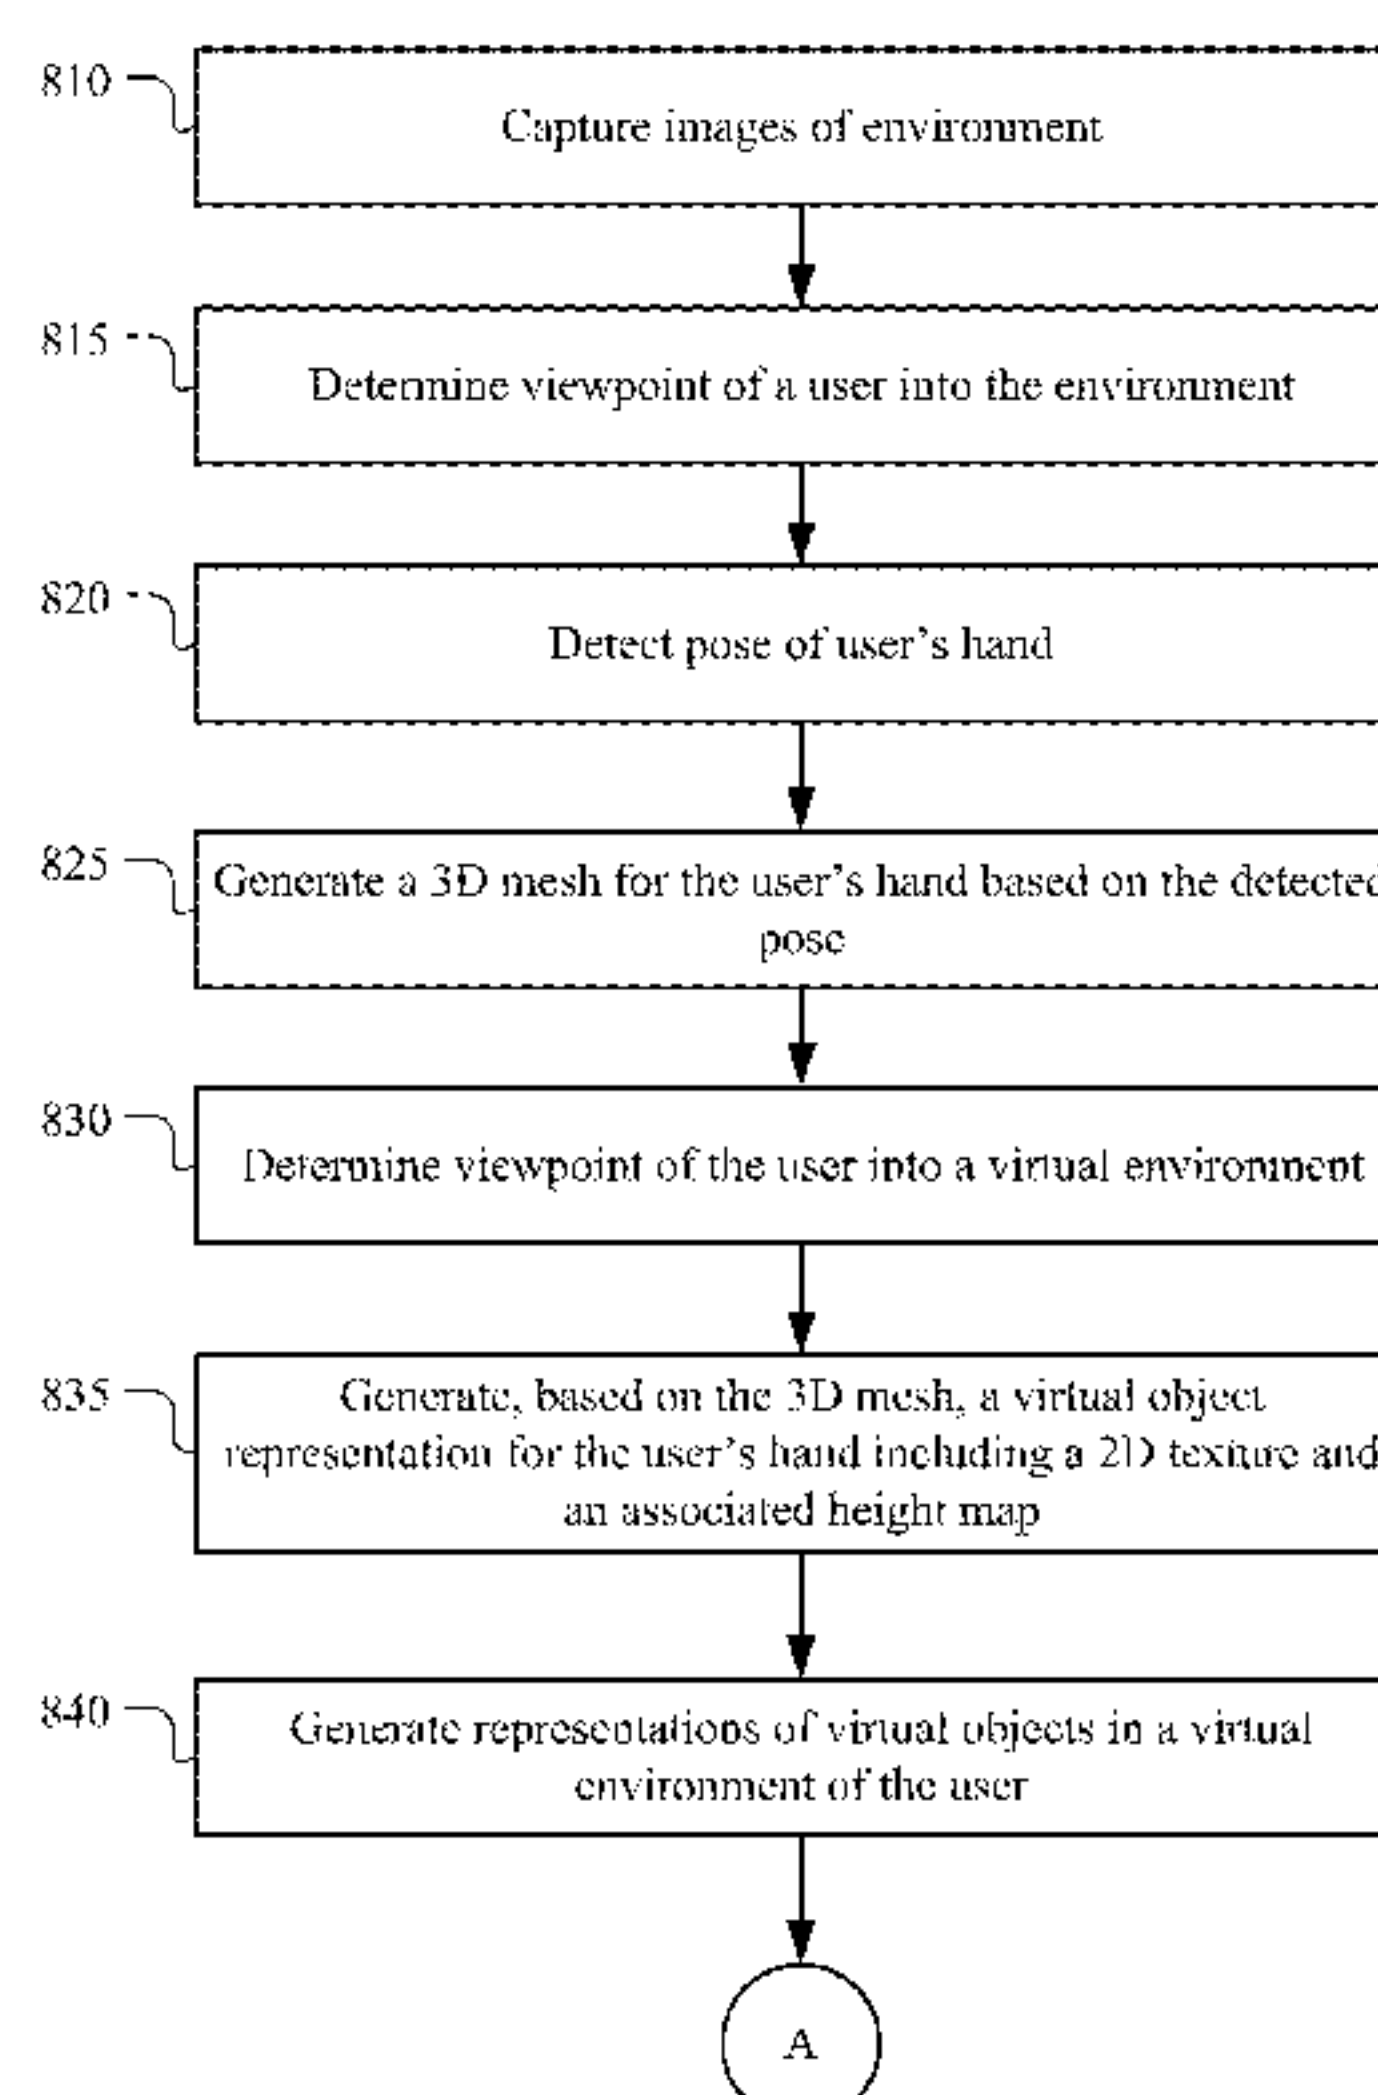 810
Capture images of environment
815
Determine viewpoint of a user into the environment
820
Detect pose of user's hand
825
Generate a 3D mesh for the user's hand based on the detected
pose
830
Determine viewpoint of the user into a virtual environment
835
Generate, based on the 3D mesh, a virtual object
representation for the user's hand including a 2D texture and
an associated height map
840
Generate representations of virtual objects in a virtual
environment of the user
A